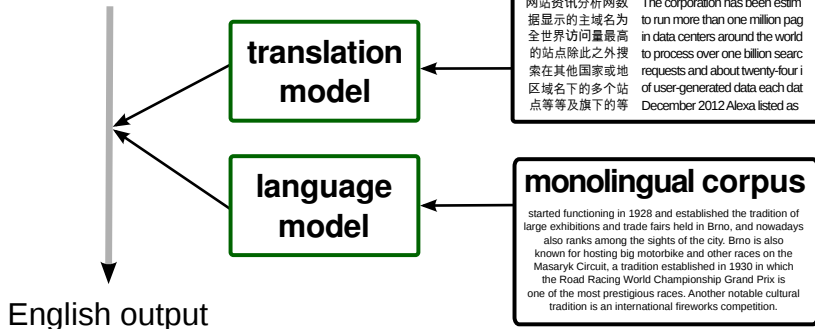 网站资讯分析网数 The corporation has been estim
据显示的主域名为 to run more than one million pag
全世界访问量最高 in data centers around the world
的站点除此之外搜 to process over one billion searc
索在其他国家或地 requests and about twenty-four i
区域名下的多个站 of user-generated data each dat
点等等及旗下的等 December 2012 Alexa listed as
translation
model
language
model
monolingual corpus
started functioning in 1928 and established the tradition of
large exhibitions and trade fairs held in Brno, and nowadays
also ranks among the sights of the city. Brno is also
known for hosting big motorbike and other races on the
Masaryk Circuit, a tradition established in 1930 in which
the Road Racing World Championship Grand Prix is
one of the most prestigious races. Another notable cultural
tradition is an international fireworks competition.
English output